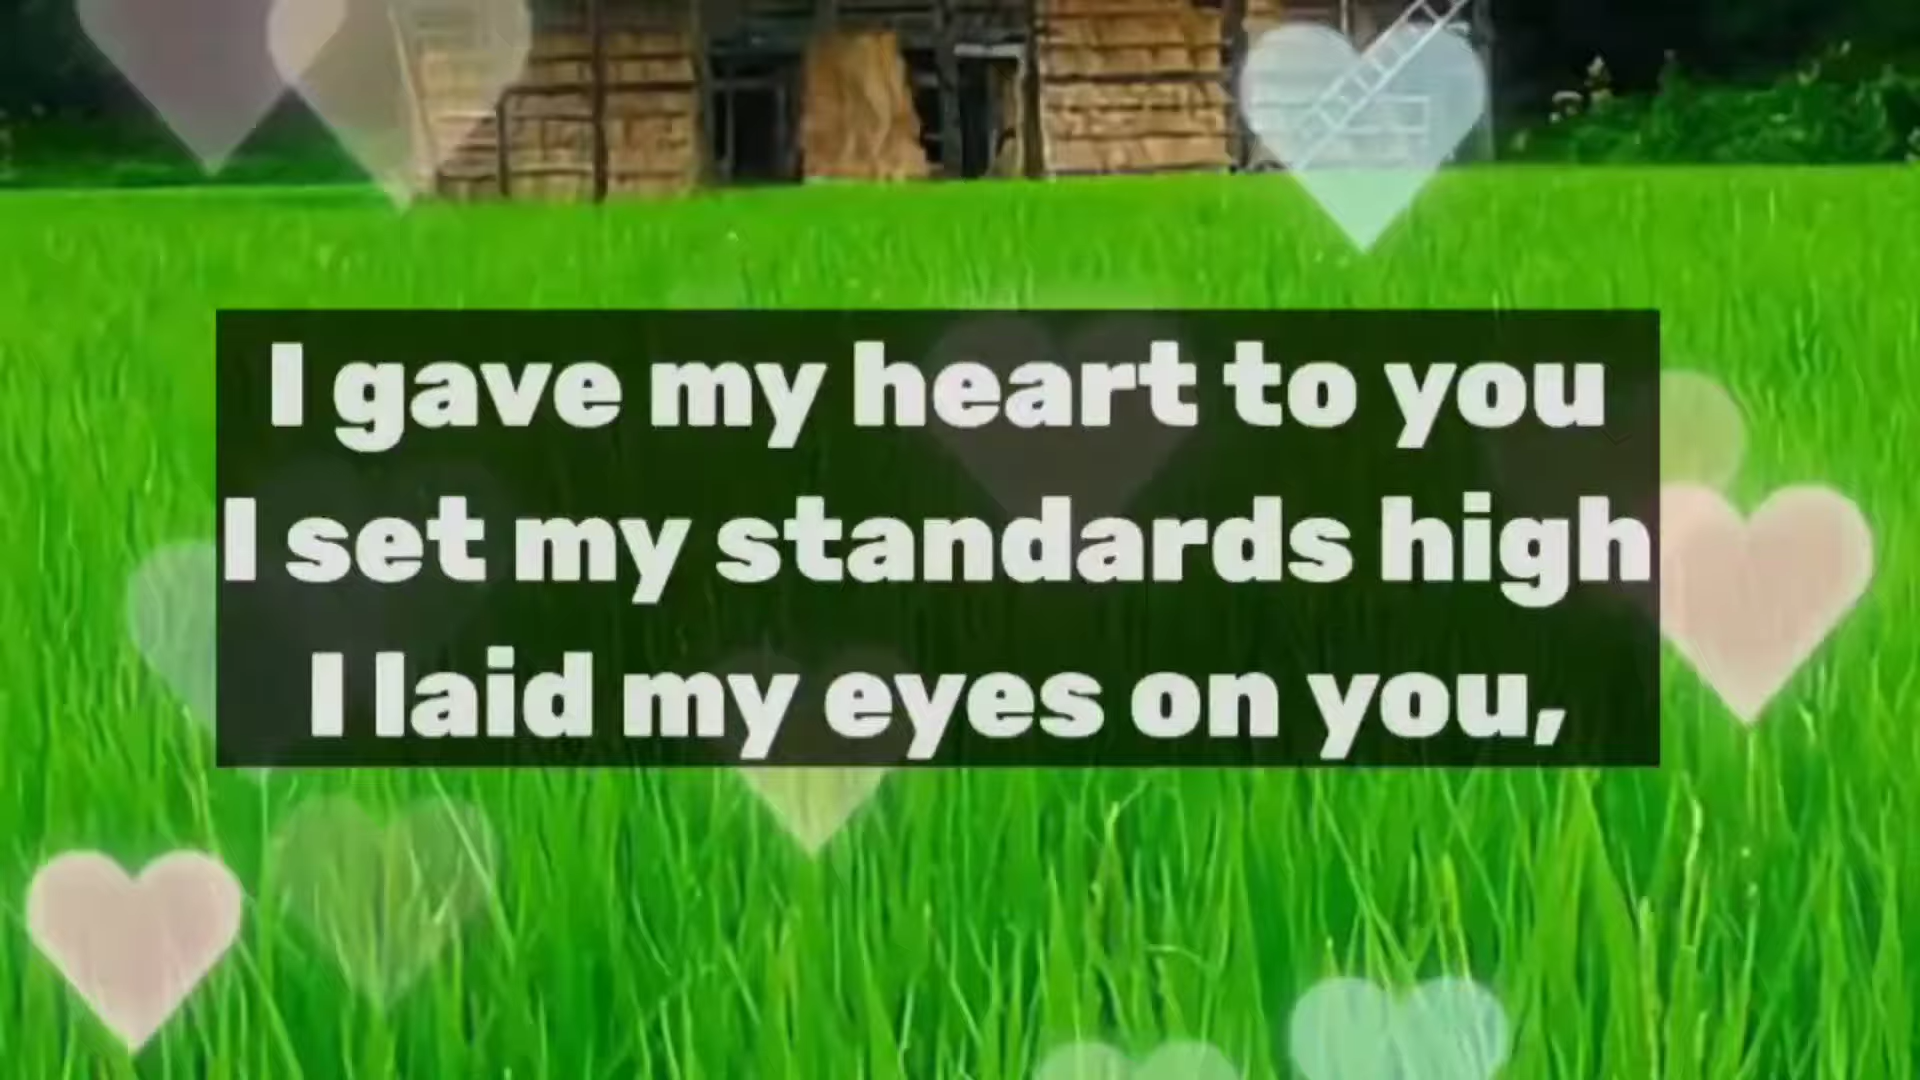 I gave my heart to you
I set my standards high
I laid my eyes on you,